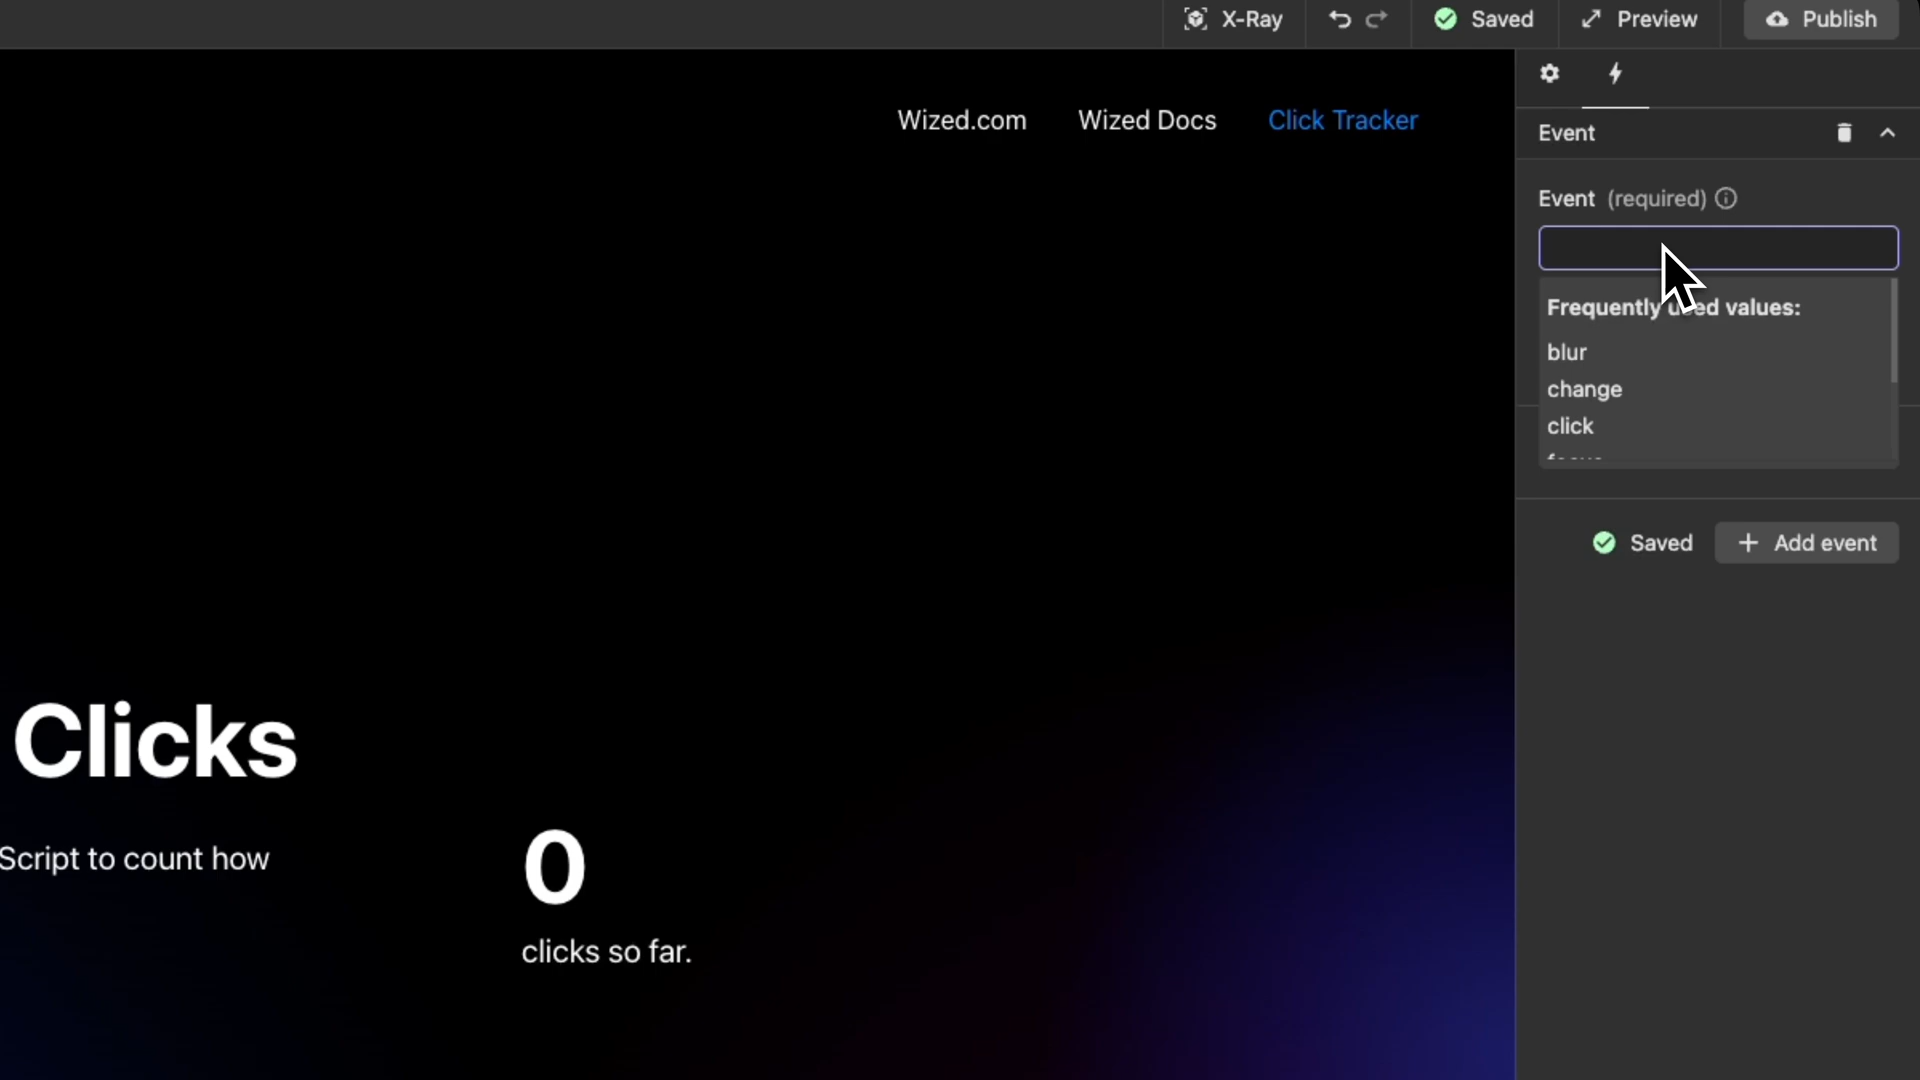 X-Ray
Saved
Preview
Publish
Wized.com
Wized Docs
Click Tracker
Event
Event (required)
Frequently used values:
blur
change
click
Saved
Add event
Clicks
Script to count how
0
clicks so far.